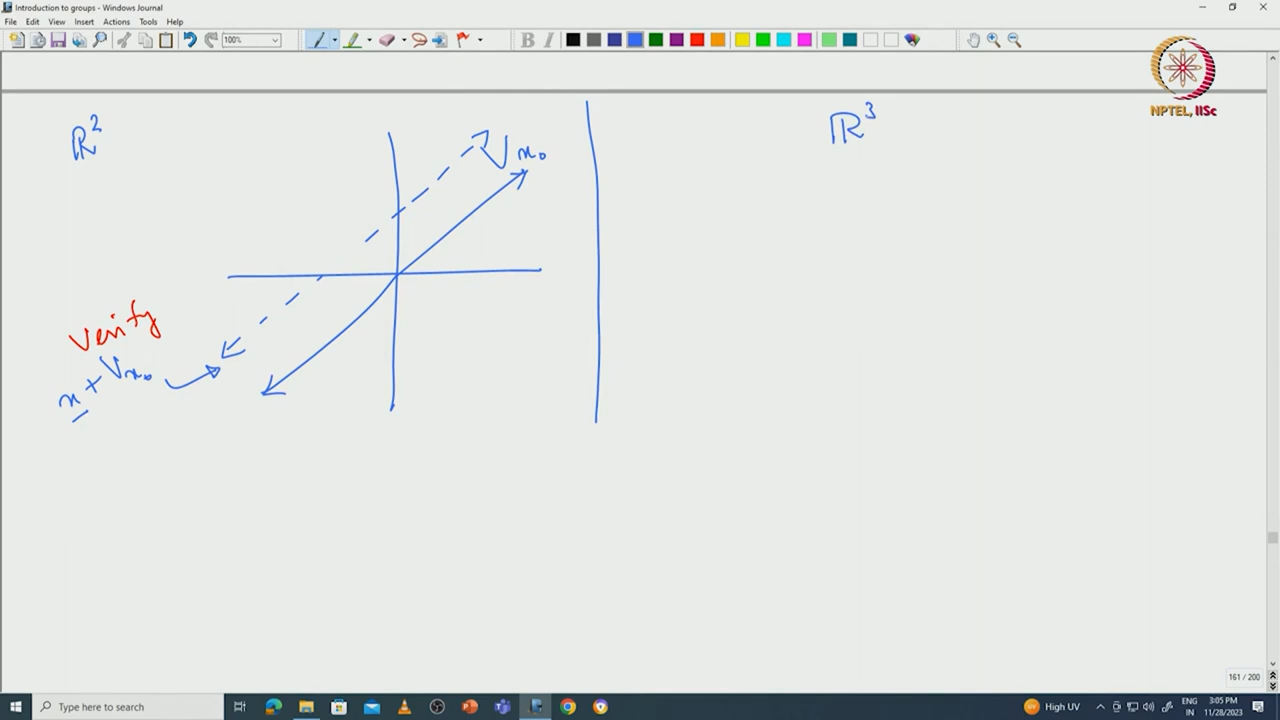 Introduction to groups - Windows Journal
File Edit View Insert Actions Tools Help
100%
B I
NPTEL, IISc
ℝ²
V_{x₀}
ℝ³
Verify
x + V_{x₀}
161 / 200
Type here to search
High UV
ENG
IN
3:05 PM
11/28/2023